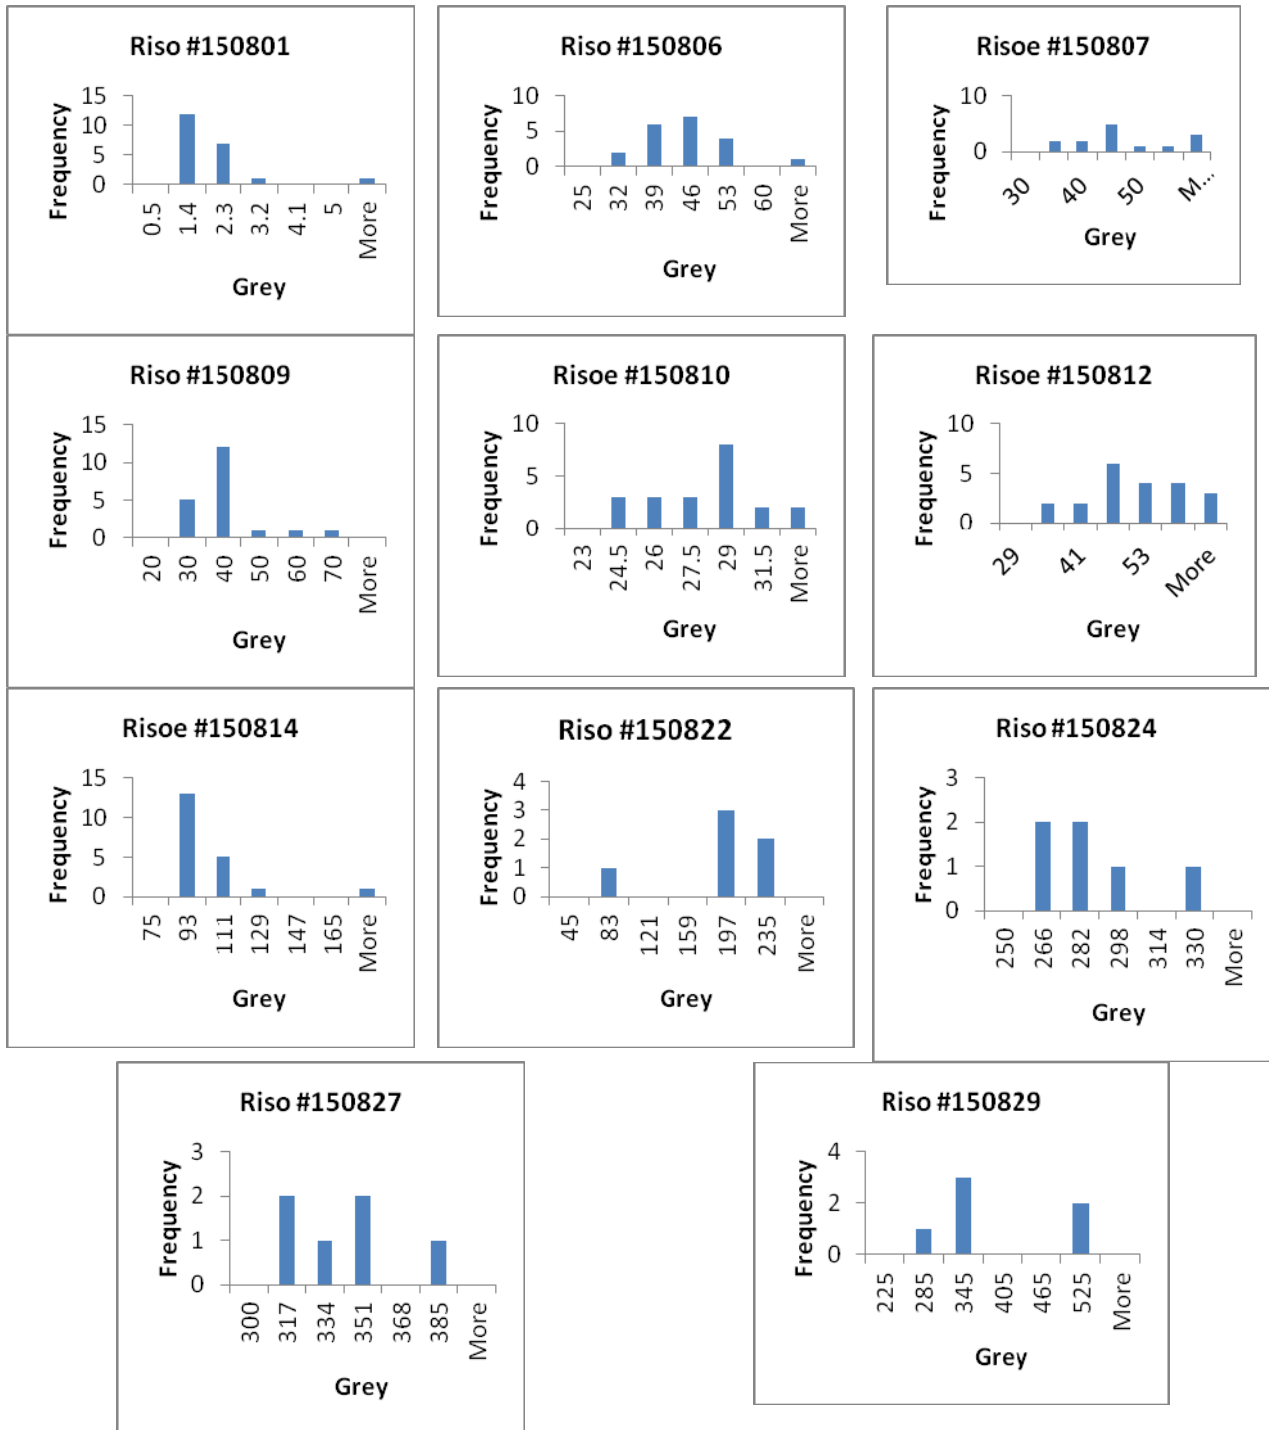 Riso #150801
Frequency
15
10
5
0
0.5
1.4
2.3
3.2
4.1
5
More
Grey
Riso #150806
Frequency
10
5
0
25
32
39
46
53
60
More
Grey
Risoe #150807
Frequency
10
0
30
40
50
M...
Grey
Riso #150809
Frequency
15
10
5
0
20
30
40
50
60
70
More
Grey
Risoe #150810
Frequency
10
5
0
23
24.5
26
27.5
29
31.5
More
Grey
Risoe #150812
Frequency
10
5
0
29
41
53
More
Grey
Risoe #150814
Frequency
15
10
5
0
75
93
111
129
147
165
More
Grey
Riso #150822
Frequency
4
3
2
1
0
45
83
121
159
197
235
More
Grey
Riso #150824
Frequency
3
2
1
0
250
266
282
298
314
330
More
Grey
Riso #150827
Frequency
3
2
1
0
300
317
334
351
368
385
More
Grey
Riso #150829
Frequency
4
2
0
225
285
345
405
465
525
More
Grey